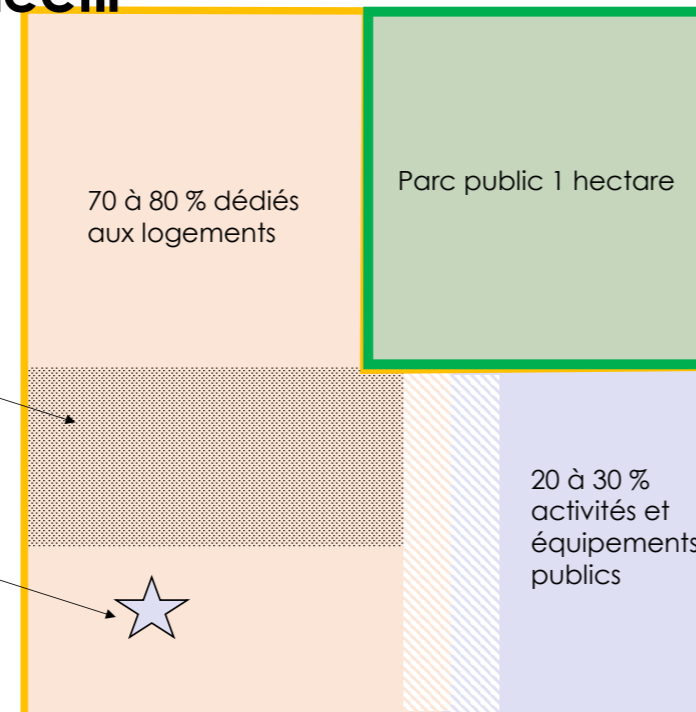 Parc public 1 hectare
70 à 80 % dédiés
aux logements
20 à 30 %
activités et
équipements
publics